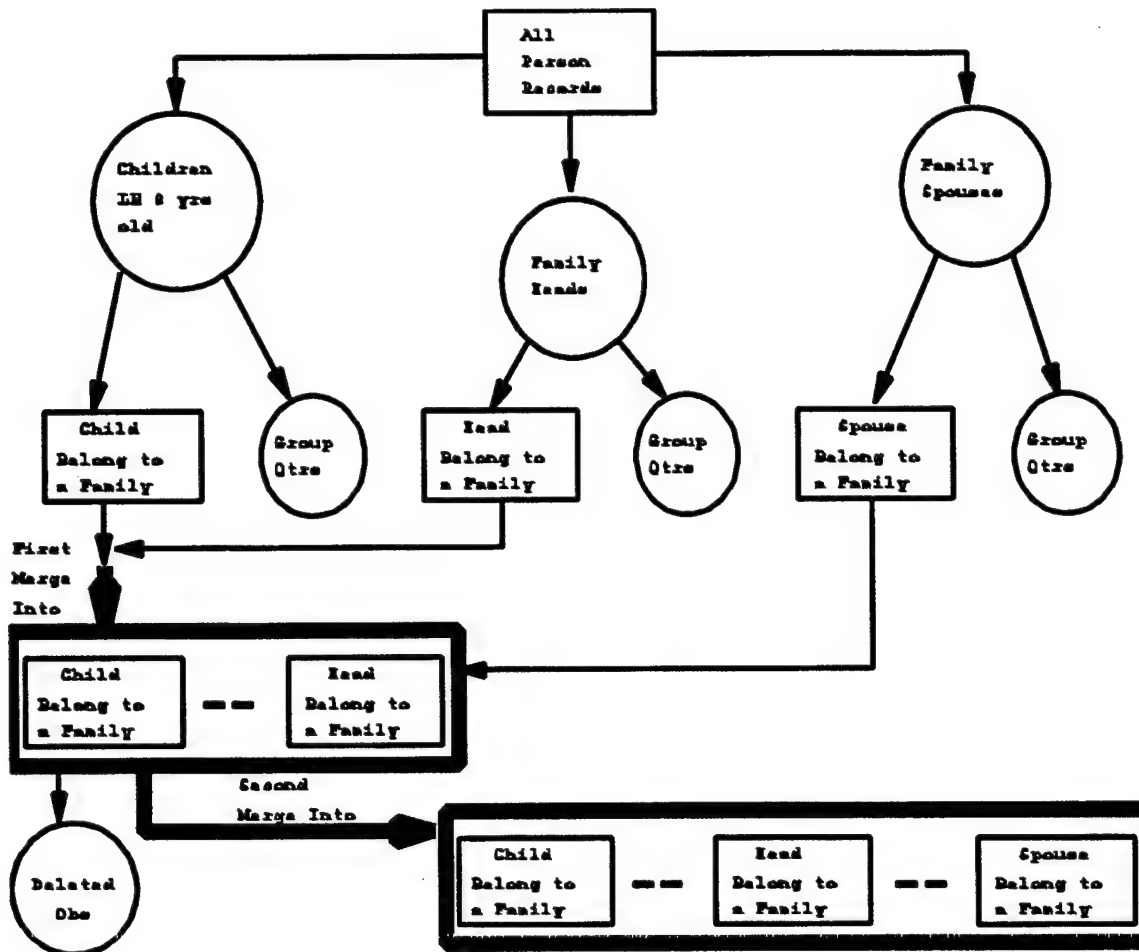 All
Person
Records
Children
LE 8 yrs
old
Family
Heads
Family
Spouses
Child
Belong to
a Family
Group
Qtrs
Head
Belong to
a Family
Group
Qtrs
Spouse
Belong to
a Family
Group
Qtrs
First
Merge
Into
Child
Belong to
a Family
Head
Belong to
a Family
Second
Merge Into
Deleted
Obs
Child
Belong to
a Family
Head
Belong to
a Family
Spouse
Belong to
a Family